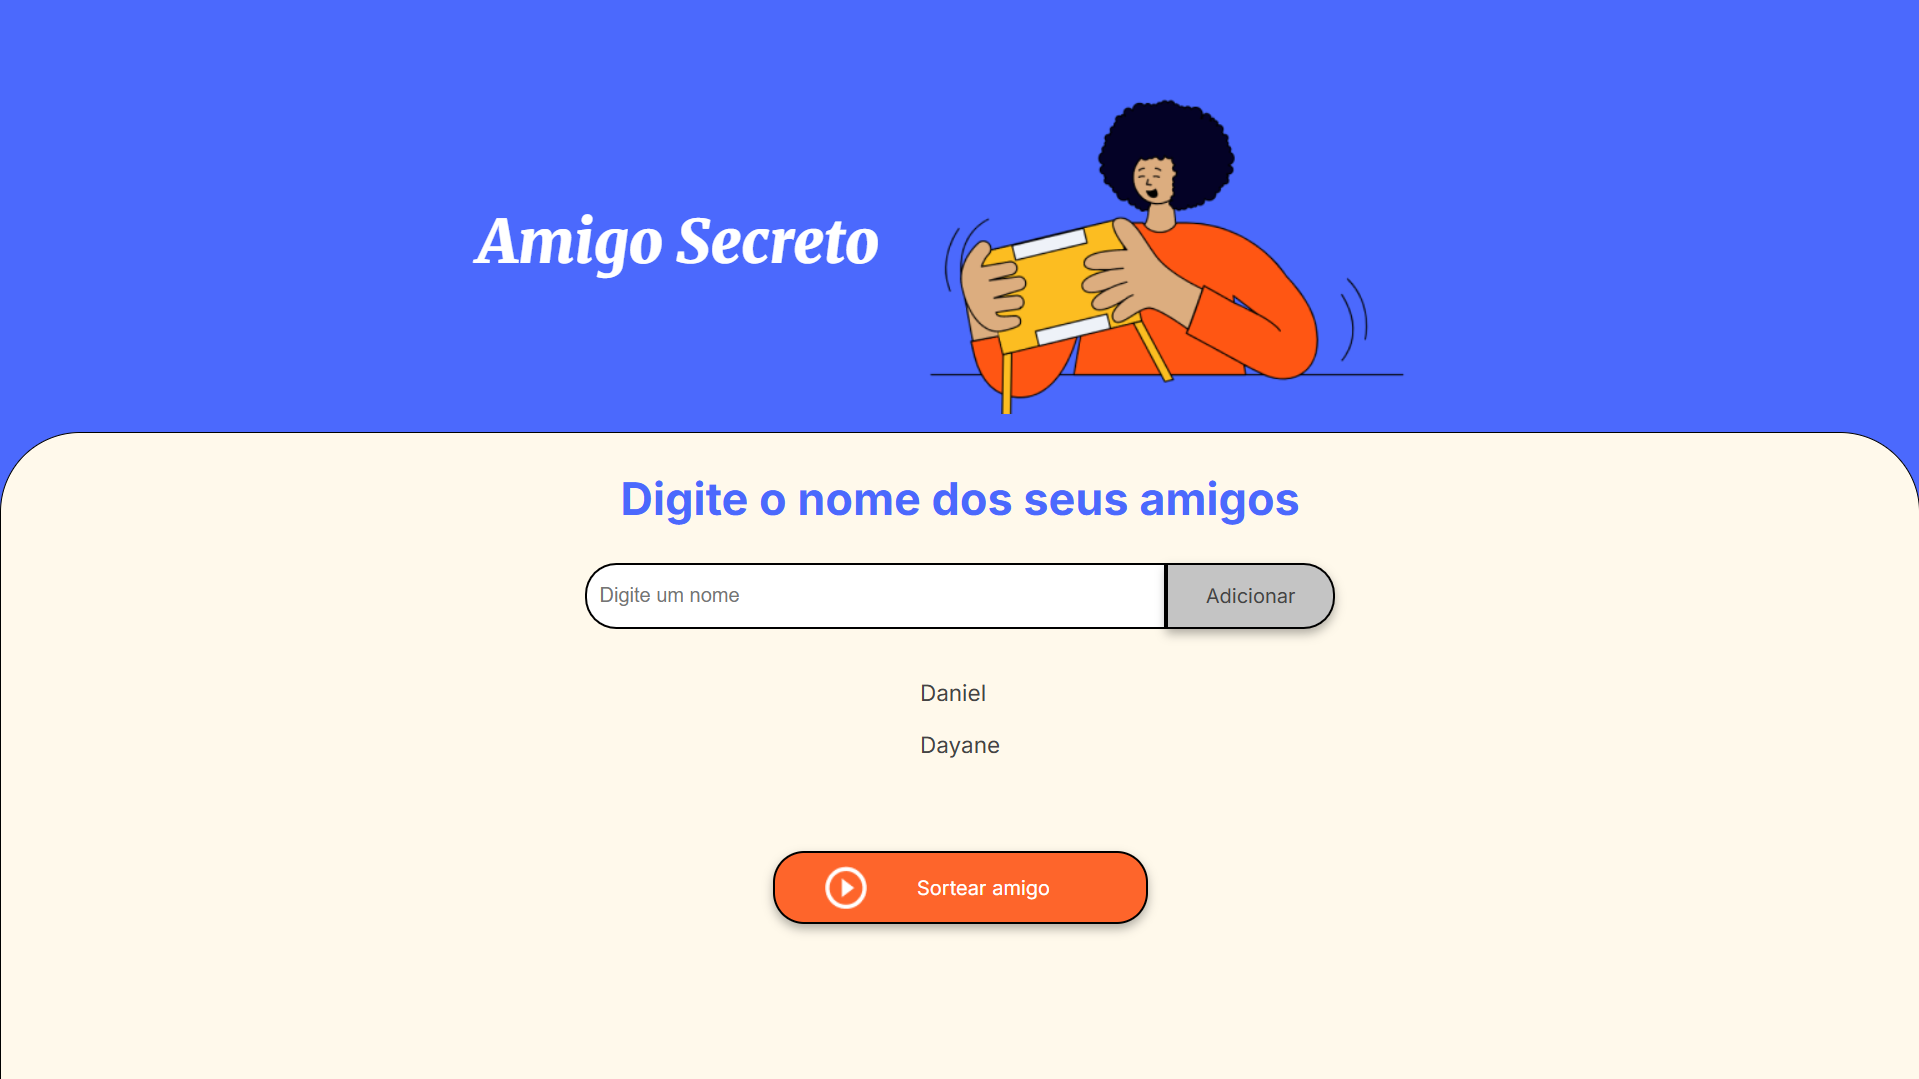 Amigo Secreto
Digite o nome dos seus amigos
Digite um nome
Adicionar
Daniel
Dayane
Sortear amigo